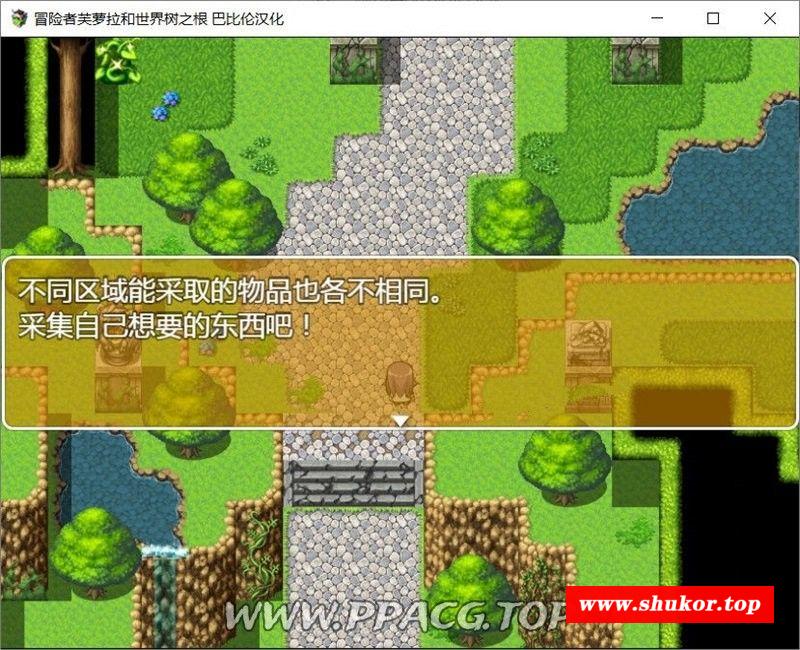 冒险者芙萝拉和世界树之根 巴比伦汉化
不同区域能采取的物品也各不相同。
采集自己想要的东西吧！
WWW.PPACG.TOP
www.shukor.top